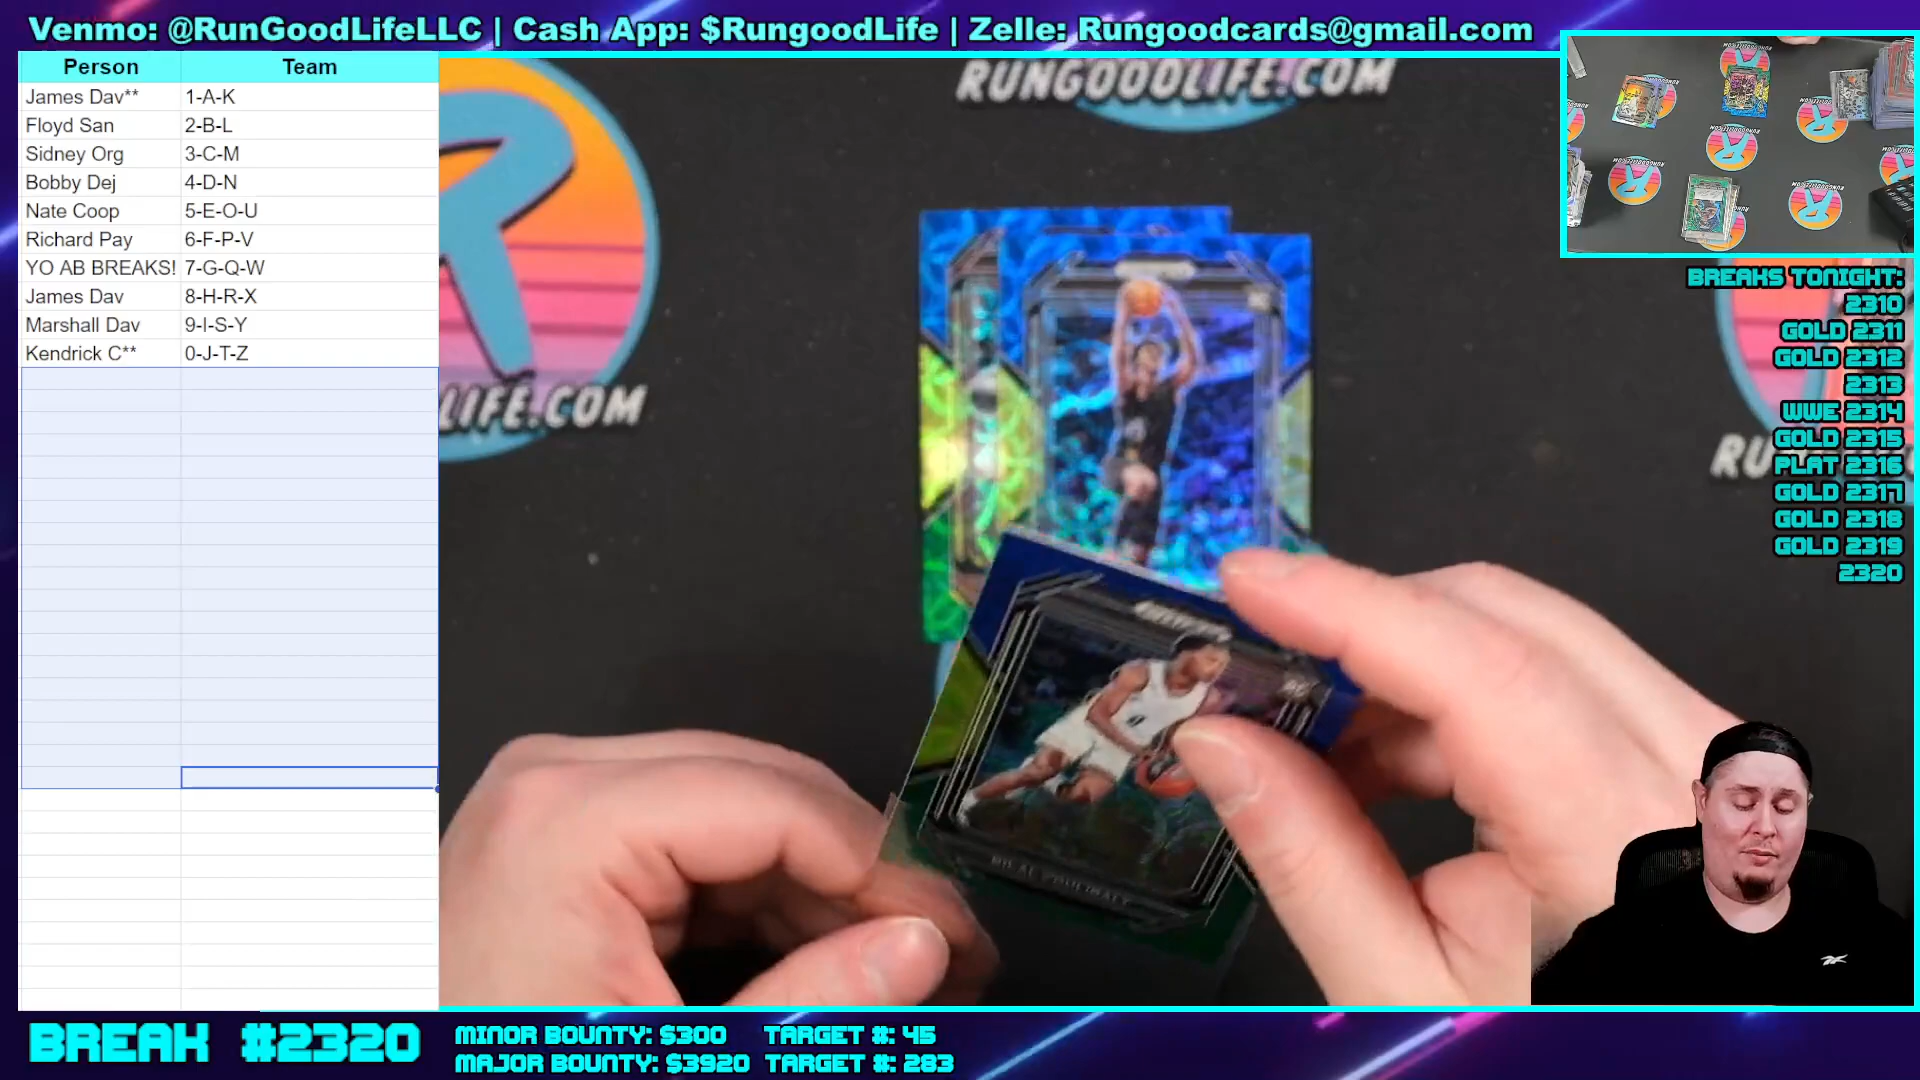 Venmo: @RunGoodLifeLLC | Cash App: $RungoodLife | Zelle: Rungoodcards@gmail.com
Person Team
James Dav** 1-A-K
Floyd San 2-B-L
Sidney Org 3-C-M
Bobby Dej 4-D-N
Nate Coop 5-E-O-U
Richard Pay 6-F-P-V
YO AB BREAKS! 7-G-Q-W
James Dav 8-H-R-X
Marshall Dav 9-I-S-Y
Kendrick C** 0-J-T-Z
RUNGOODLIFE.COM
LIFE.COM
RU
BREAKS TONIGHT:
2310
GOLD 2311
GOLD 2312
2313
WWE 2314
GOLD 2315
PLAT 2316
GOLD 2317
GOLD 2318
GOLD 2319
2320
BREAK #2320
MINOR BOUNTY: $300 TARGET #: 45
MAJOR BOUNTY: $3920 TARGET #: 283